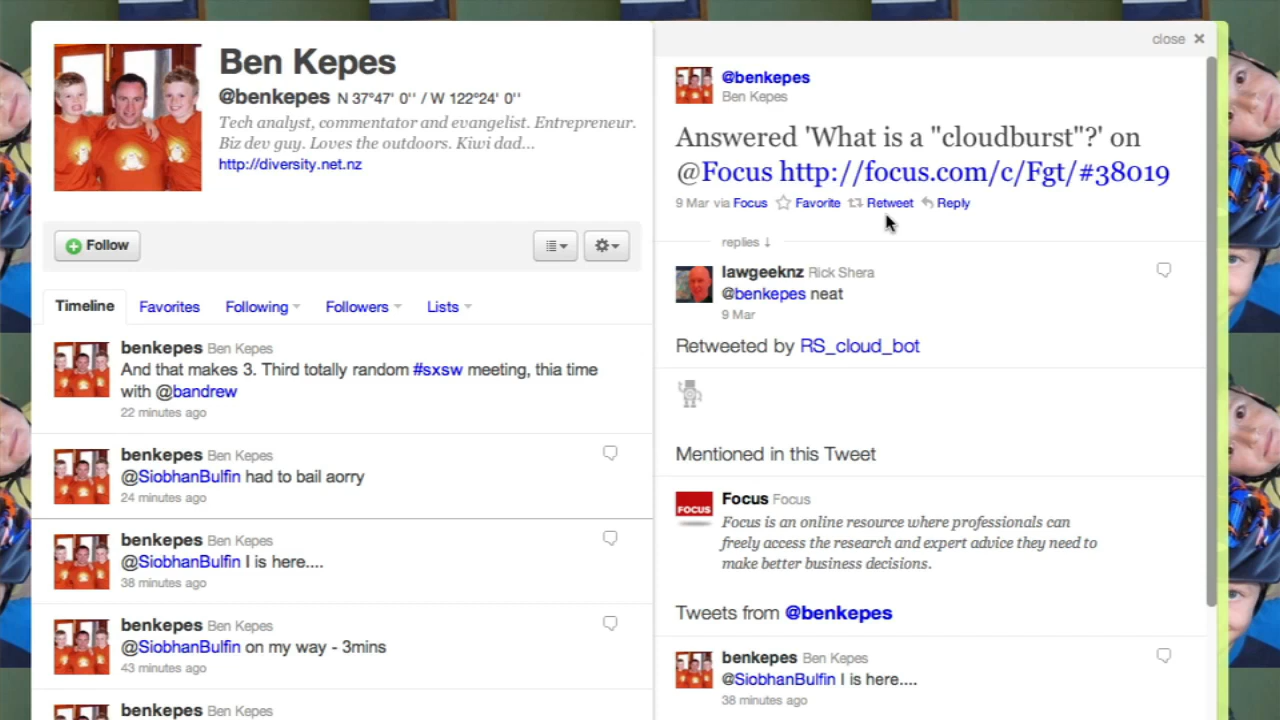 Ben Kepes
@benkepes N 37°47' 0'' / W 122°24' 0''
Tech analyst, commentator and evangelist. Entrepreneur.
Biz dev guy. Loves the outdoors. Kiwi dad...
http://diversity.net.nz
Follow
Timeline Favorites Following Followers Lists
benkepes Ben Kepes
And that makes 3. Third totally random #sxsw meeting, thia time
with @bandrew
22 minutes ago
benkepes Ben Kepes
@SiobhanBulfin had to bail aorry
24 minutes ago
benkepes Ben Kepes
@SiobhanBulfin I is here....
38 minutes ago
benkepes Ben Kepes
@SiobhanBulfin on my way - 3mins
43 minutes ago
benkepes Ben Kepes
close ×
@benkepes
Ben Kepes
Answered 'What is a "cloudburst"?' on
@Focus http://focus.com/c/Fgt/#38019
9 Mar via Focus Favorite Retweet Reply
replies ↓
lawgeeknz Rick Shera
@benkepes neat
9 Mar
Retweeted by RS_cloud_bot
Mentioned in this Tweet
FOCUS
Focus Focus
Focus is an online resource where professionals can
freely access the research and expert advice they need to
make better business decisions.
Tweets from @benkepes
benkepes Ben Kepes
@SiobhanBulfin I is here....
38 minutes ago